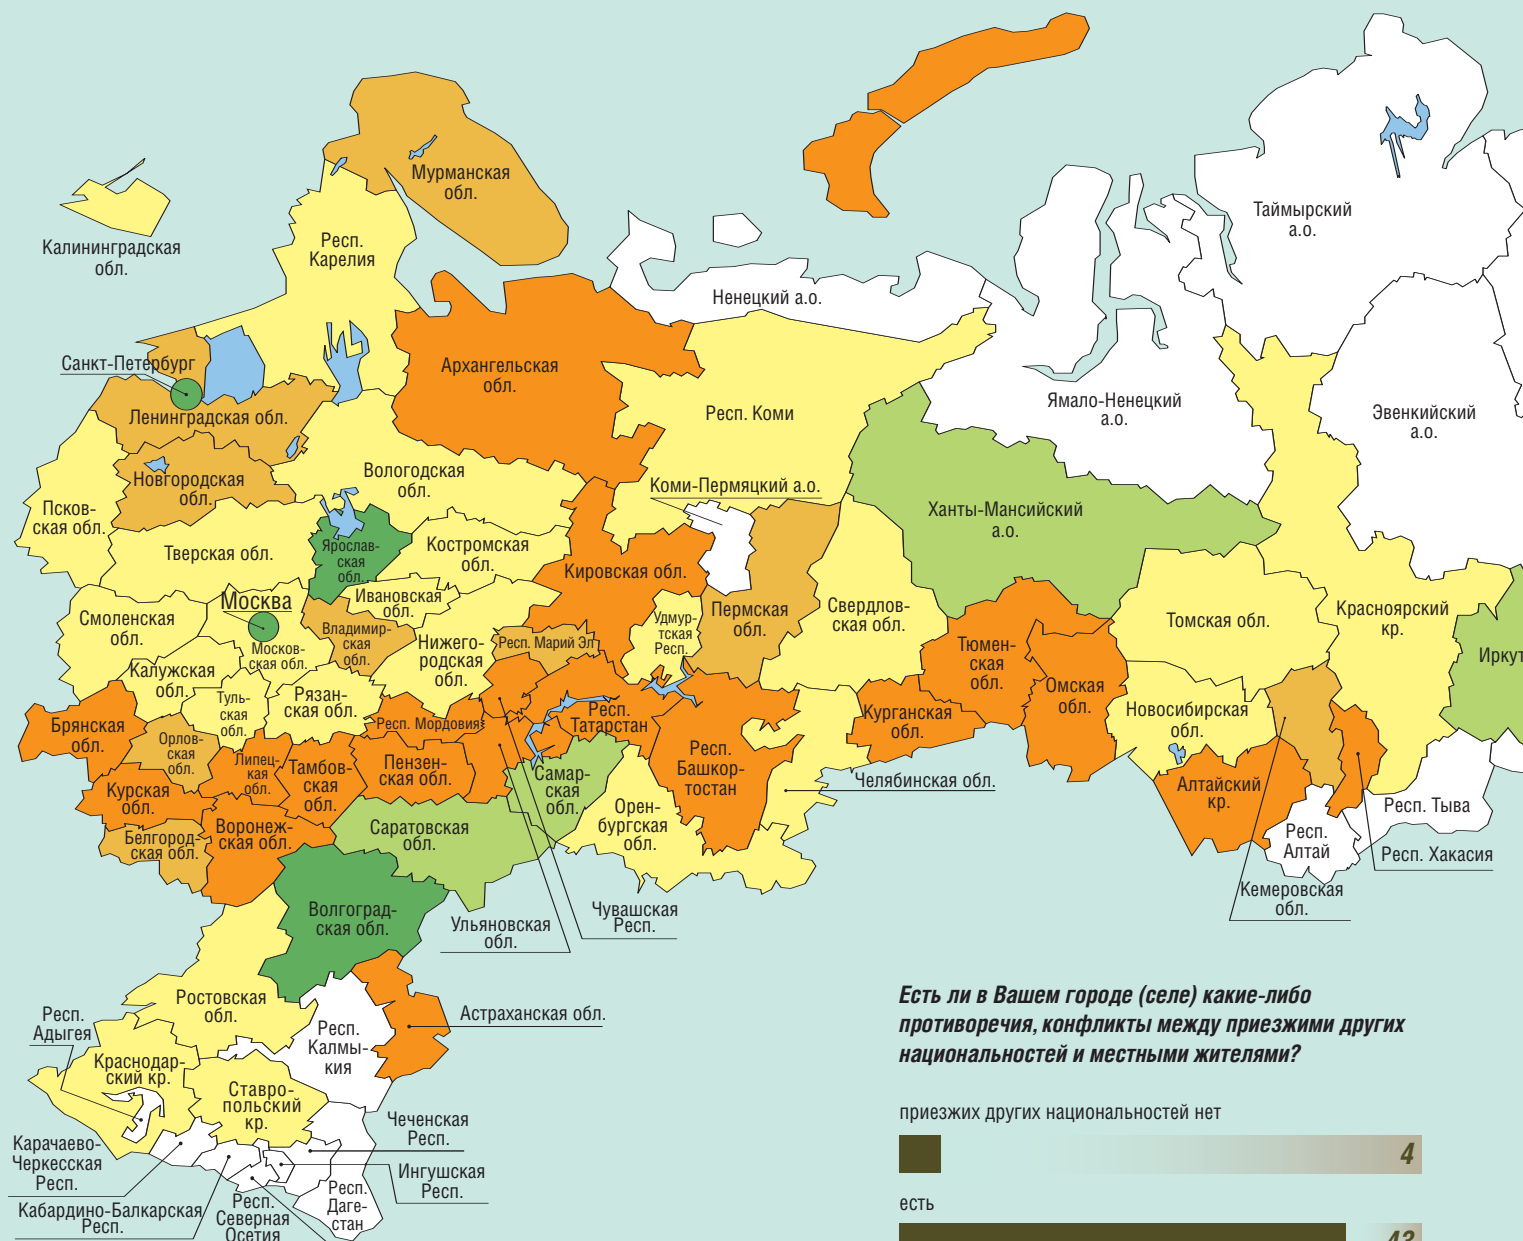 Мурманская
обл.
Калининградская
обл.
Респ.
Карелия
Таймырский
а.о.
Ненецкий а.о.
Санкт-Петербург
Архангельская
обл.
Ленинградская обл.
Респ. Коми
Ямало-Ненецкий
а.о.
Эвенкийский
а.о.
Новгородская
обл.
Вологодская
обл.
Коми-Пермяцкий а.о.
Псков-
ская обл.
Ханты-Мансийский
а.о.
Тверская обл.
Ярослав-
ская
обл.
Костромская
обл.
Кировская обл.
Москва
Ивановская
обл.
Смоленская
обл.
Владимир-
ская
обл.
Московс-
ская обл.
Нижего-
родская
обл.
Респ. Марий Эл
Удмур-
тская
Респ.
Пермская
обл.
Свердлов-
ская обл.
Тюмен-
ская
обл.
Томская обл.
Красноярский
кр.
Иркут
Калужская
обл.
Туль-
ская
обл.
Рязан-
ская обл.
Омская
обл.
Новосибирская
обл.
Брянская
обл.
Орловс-
ская
обл.
Липец-
кая
обл.
Тамбов-
ская
обл.
Респ. Мордовия
Пензен-
ская обл.
Респ.
Татарстан
Курганская
обл.
Респ.
Башкор-
тостан
Челябинская обл.
Курская
обл.
Самар-
ская
обл.
Орен-
бургская
обл.
Алтайский
кр.
Респ. Тыва
Белгород-
ская обл.
Воронеж-
ская обл.
Саратовская
обл.
Респ.
Алтай
Респ. Хакасия
Кемеровская
обл.
Волгоград-
ская обл.
Ульяновская
обл.
Чувашская
Респ.
Ростовская
обл.
Астраханская обл.
Респ.
Адыгея
Респ.
Калмы-
кия
Краснодар-
ский кр.
Ставро-
польский
кр.
Чеченская
Респ.
Карачаево-
Черкесская
Респ.
Ингушская
Респ.
Кабардино-Балкарская
Респ.
Респ.
Северная
Осетия
Респ.
Даге-
стан
Есть ли в Вашем городе (селе) какие-либо
противоречия, конфликты между приезжими других
национальностей и местными жителями?
приезжих других национальностей нет
4
есть
43